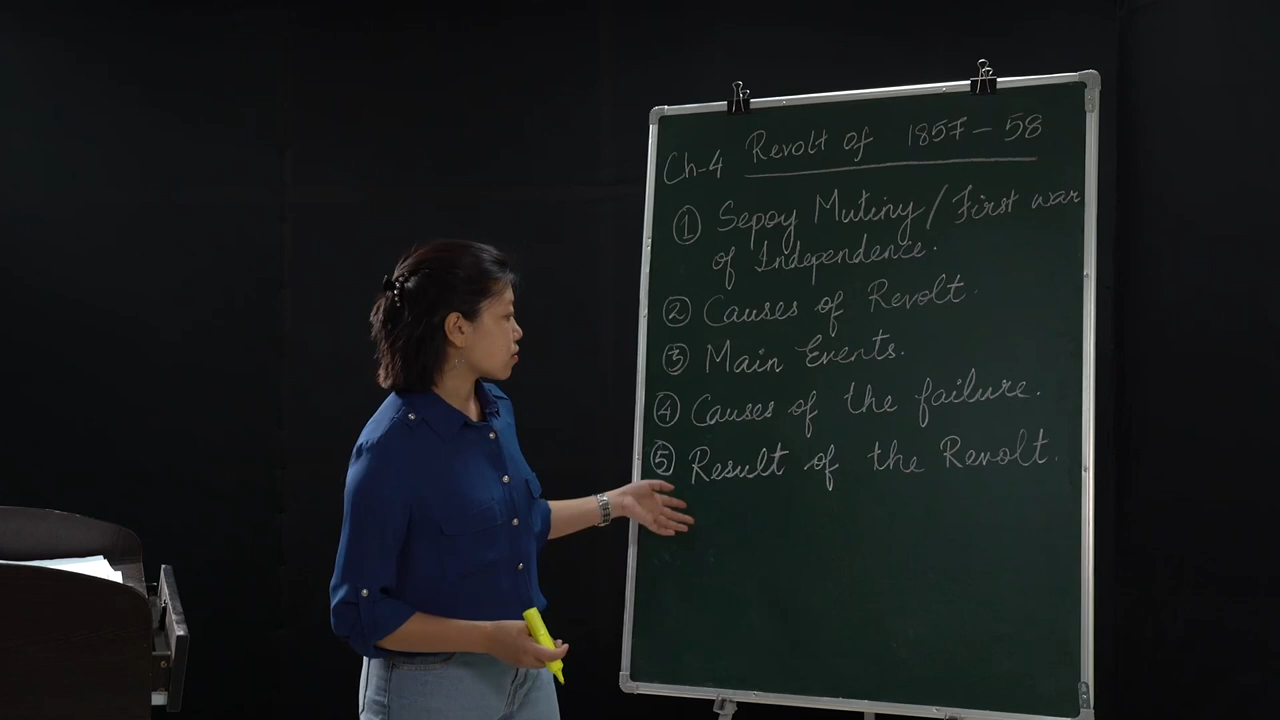 Ch-4 Revolt of 1857-58
① Sepoy Mutiny/First war
of Independence.
② Causes of Revolt.
③ Main Events.
④ Causes of the failure.
⑤ Result of the Revolt.